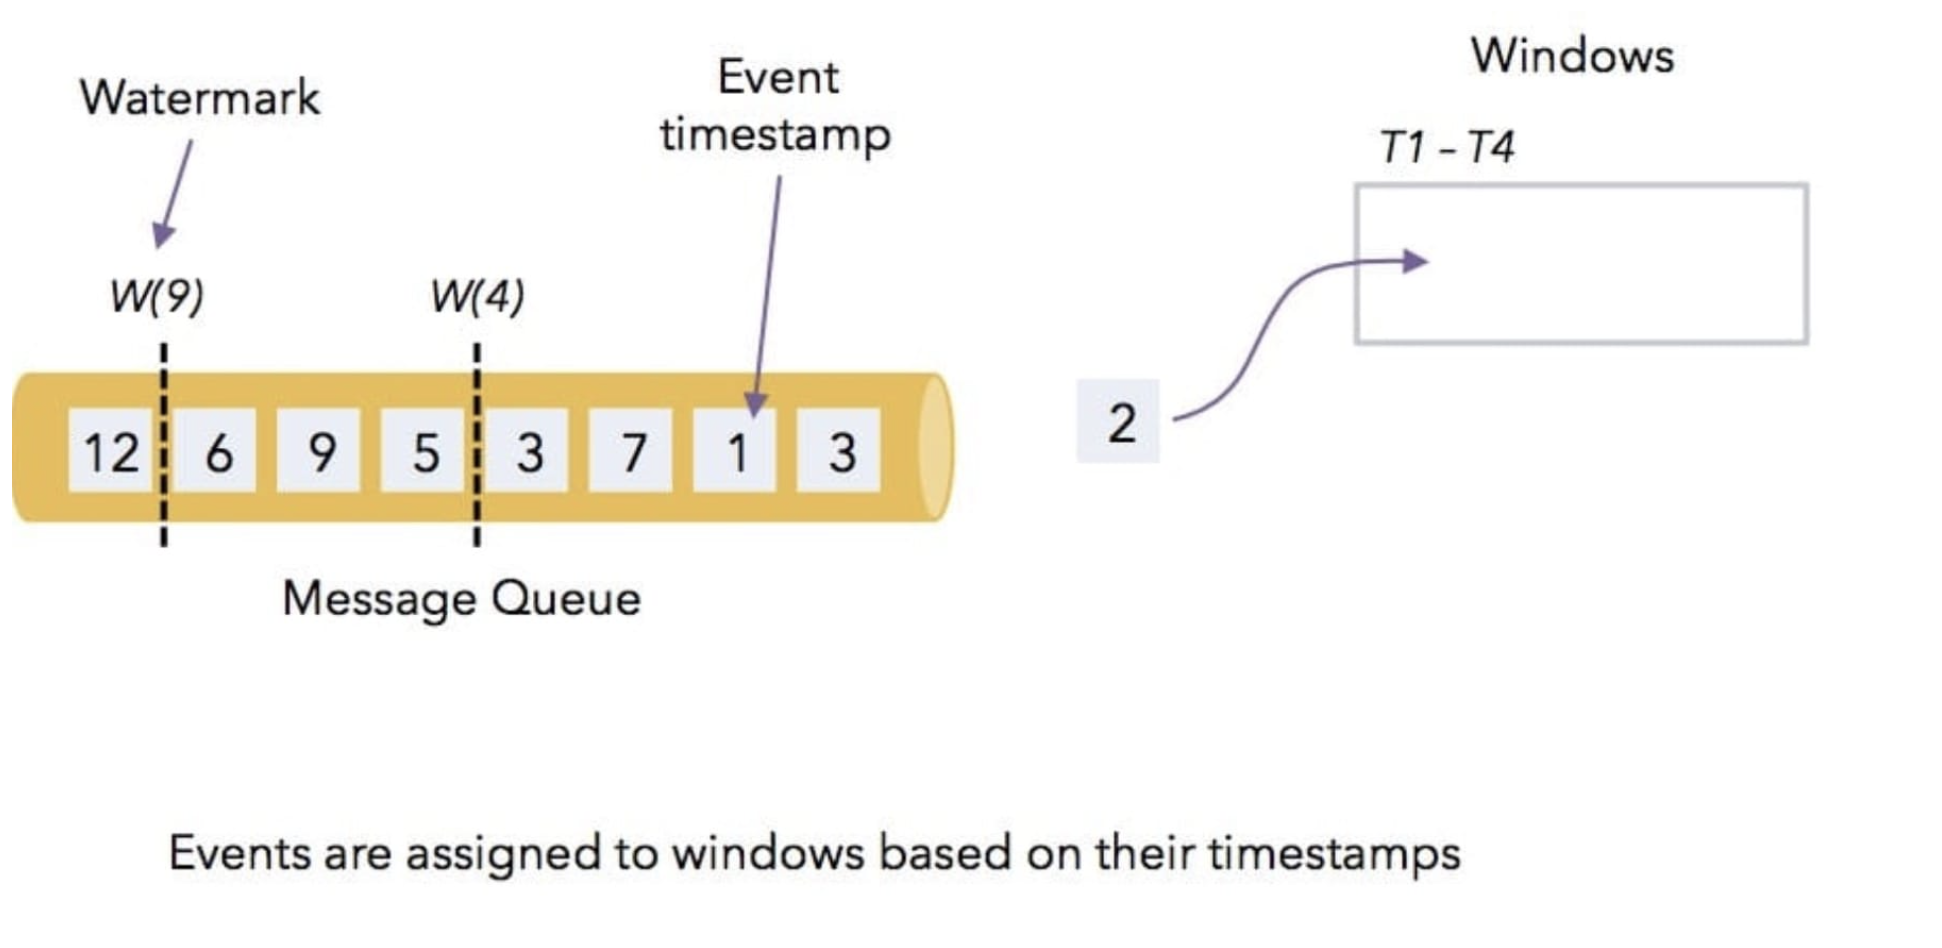 Windows
Event
timestamp
Watermark
T1 - T4
W(9)
W(4)
12 6 9 5 3 7 1 3
2
Message Queue
Events are assigned to windows based on their timestamps